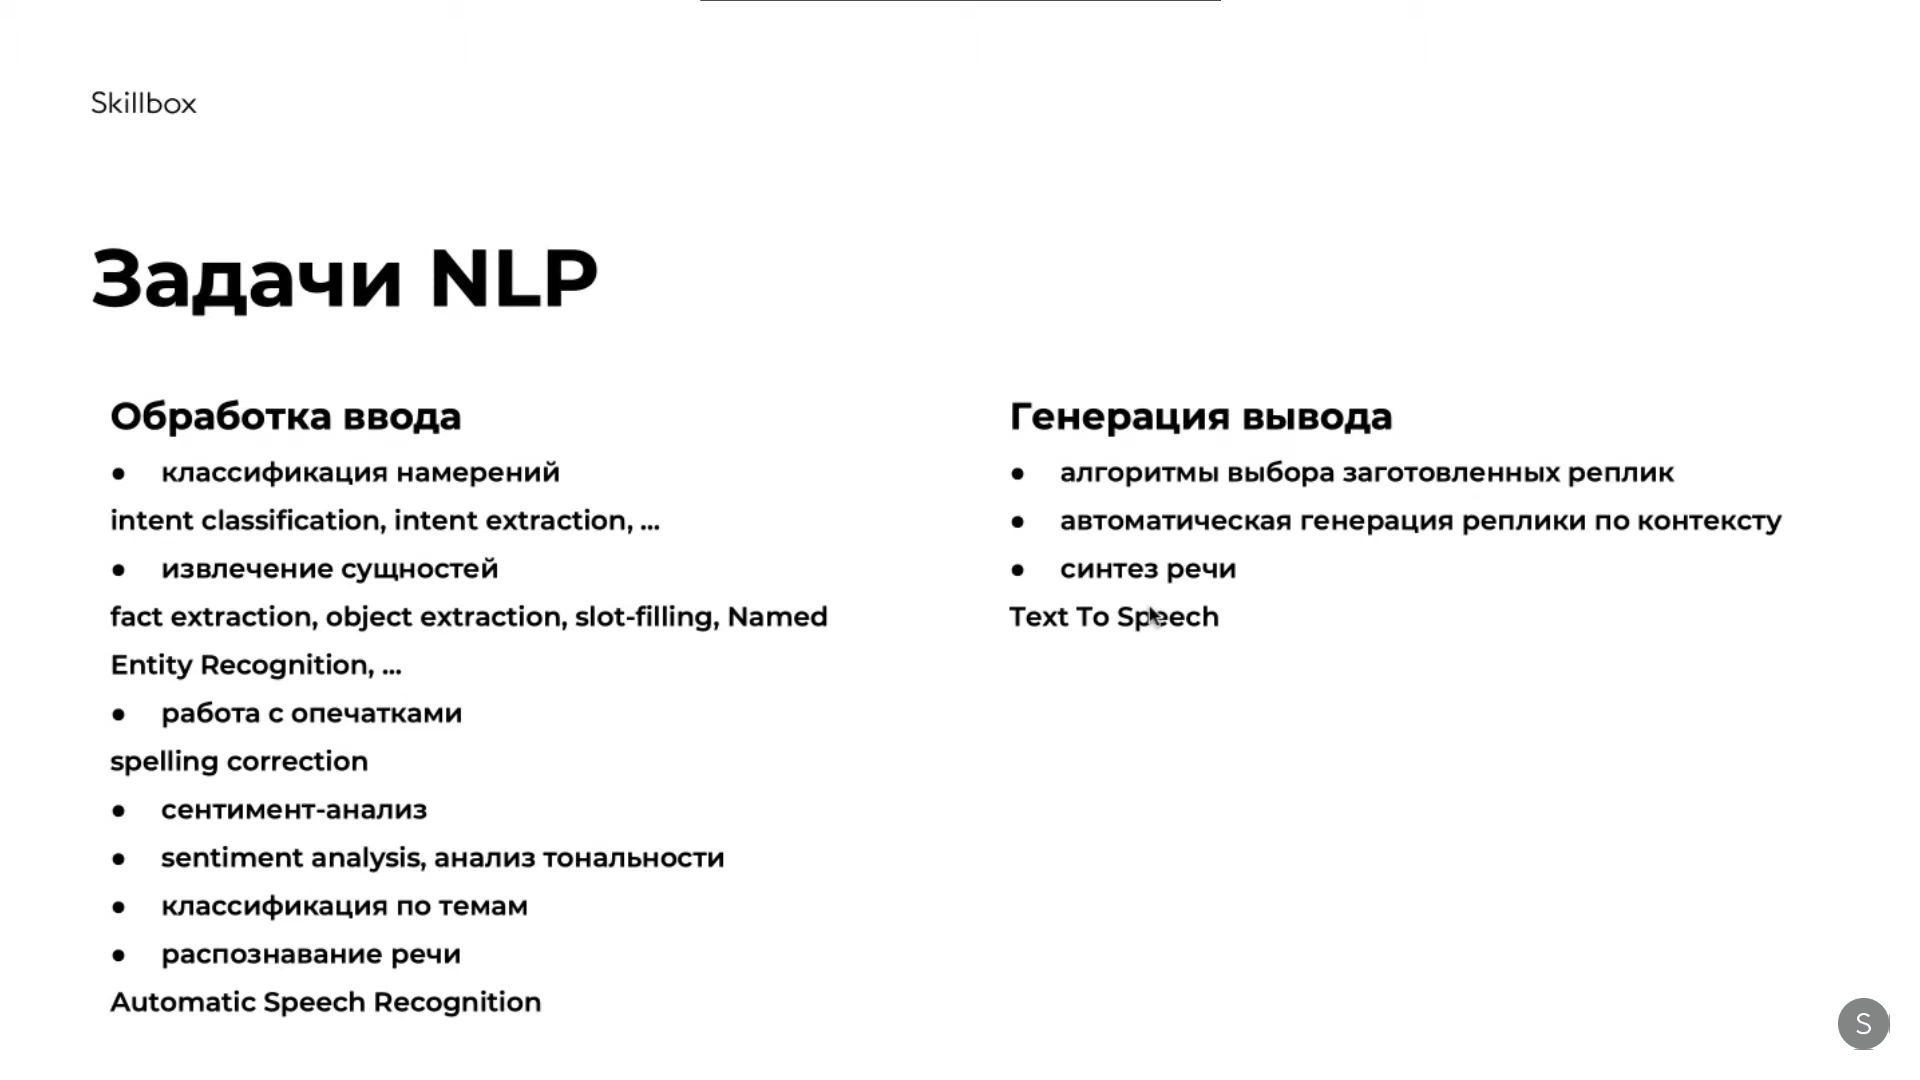 Skillbox
Задачи NLP
Обработка ввода
● классификация намерений
intent classification, intent extraction, ...
● извлечение сущностей
fact extraction, object extraction, slot-filling, Named
Entity Recognition, ...
● работа с опечатками
spelling correction
● сентимент-анализ
● sentiment analysis, анализ тональности
● классификация по темам
● распознавание речи
Automatic Speech Recognition
Генерация вывода
● алгоритмы выбора заготовленных реплик
● автоматическая генерация реплики по контексту
● синтез речи
Text To Speech
S